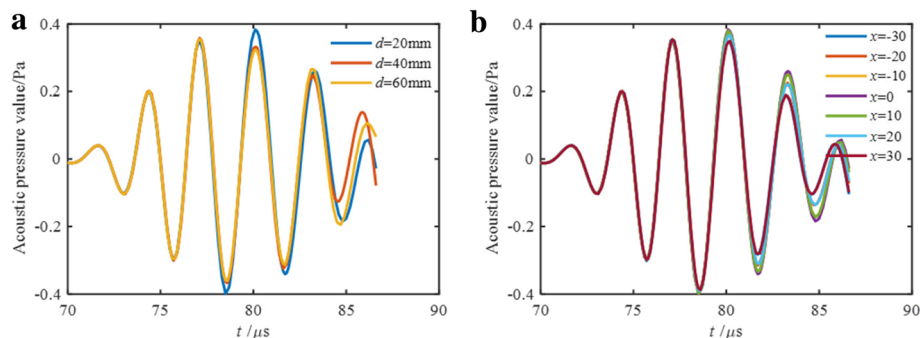 a
Acoustic pressure value/Pa
0.4
0.2
0
-0.2
-0.4
70
75
80
85
90
t /μs
d=20mm
d=40mm
d=60mm
b
Acoustic pressure value/Pa
0.4
0.2
0
-0.2
-0.4
70
75
80
85
90
t /μs
x=-30
x=-20
x=-10
x=0
x=10
x=20
x=30